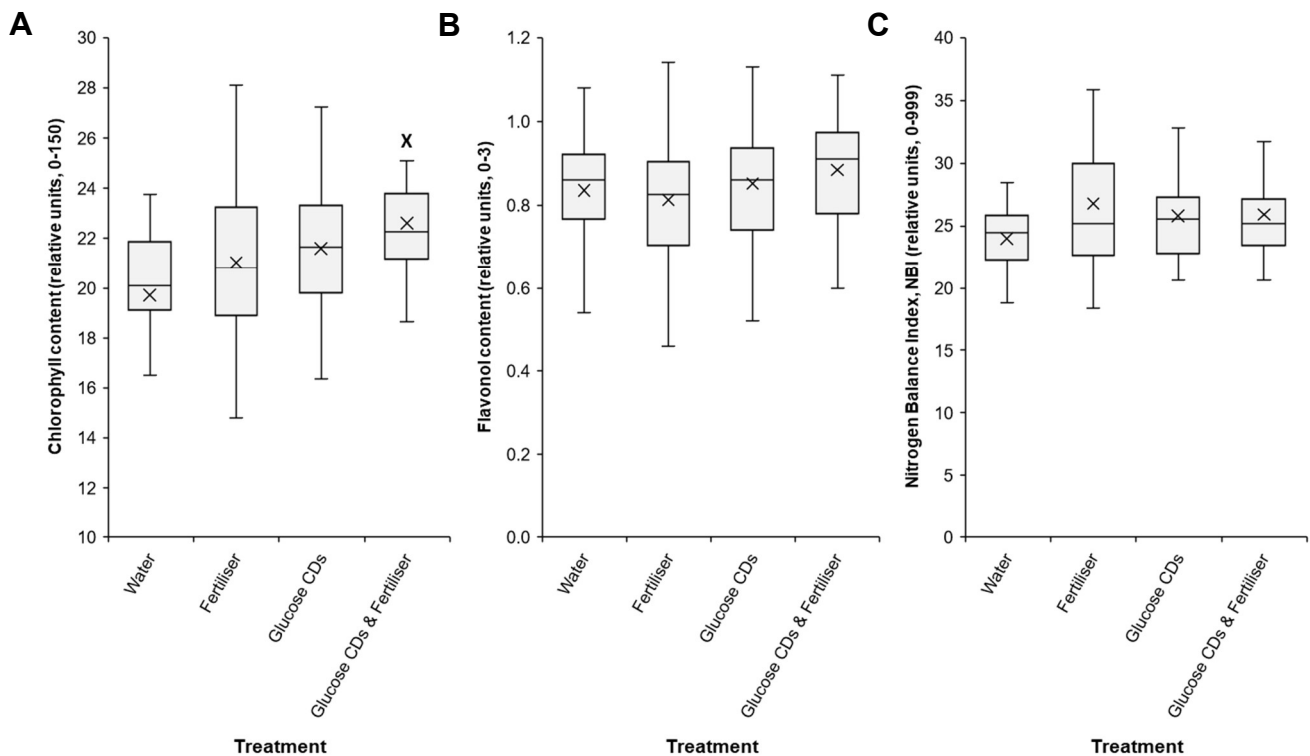 A
Chlorophyll content (relative units, 0-150)
30
28
26
24
22
20
18
16
14
12
10
X
Water
Fertiliser
Glucose CDs
Glucose CDs & Fertiliser
Treatment
B
Flavonol content (relative units, 0-3)
1.2
1.0
0.8
0.6
0.4
0.2
0.0
Water
Fertiliser
Glucose CDs
Glucose CDs & Fertiliser
Treatment
C
Nitrogen Balance Index, NBI (relative units, 0-999)
40
35
30
25
20
15
10
5
0
Water
Fertiliser
Glucose CDs
Glucose CDs & Fertiliser
Treatment